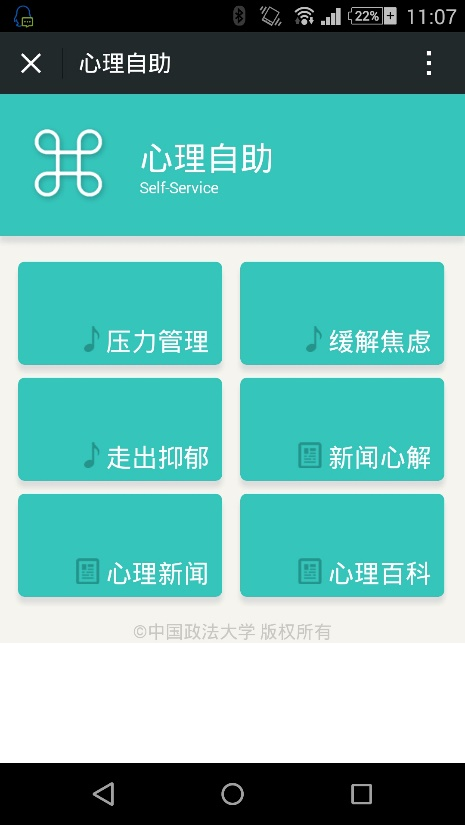 22% 11:07
心理自助
心理自助
Self-Service
压力管理
缓解焦虑
走出抑郁
新闻心解
心理新闻
心理百科
©中国政法大学 版权所有